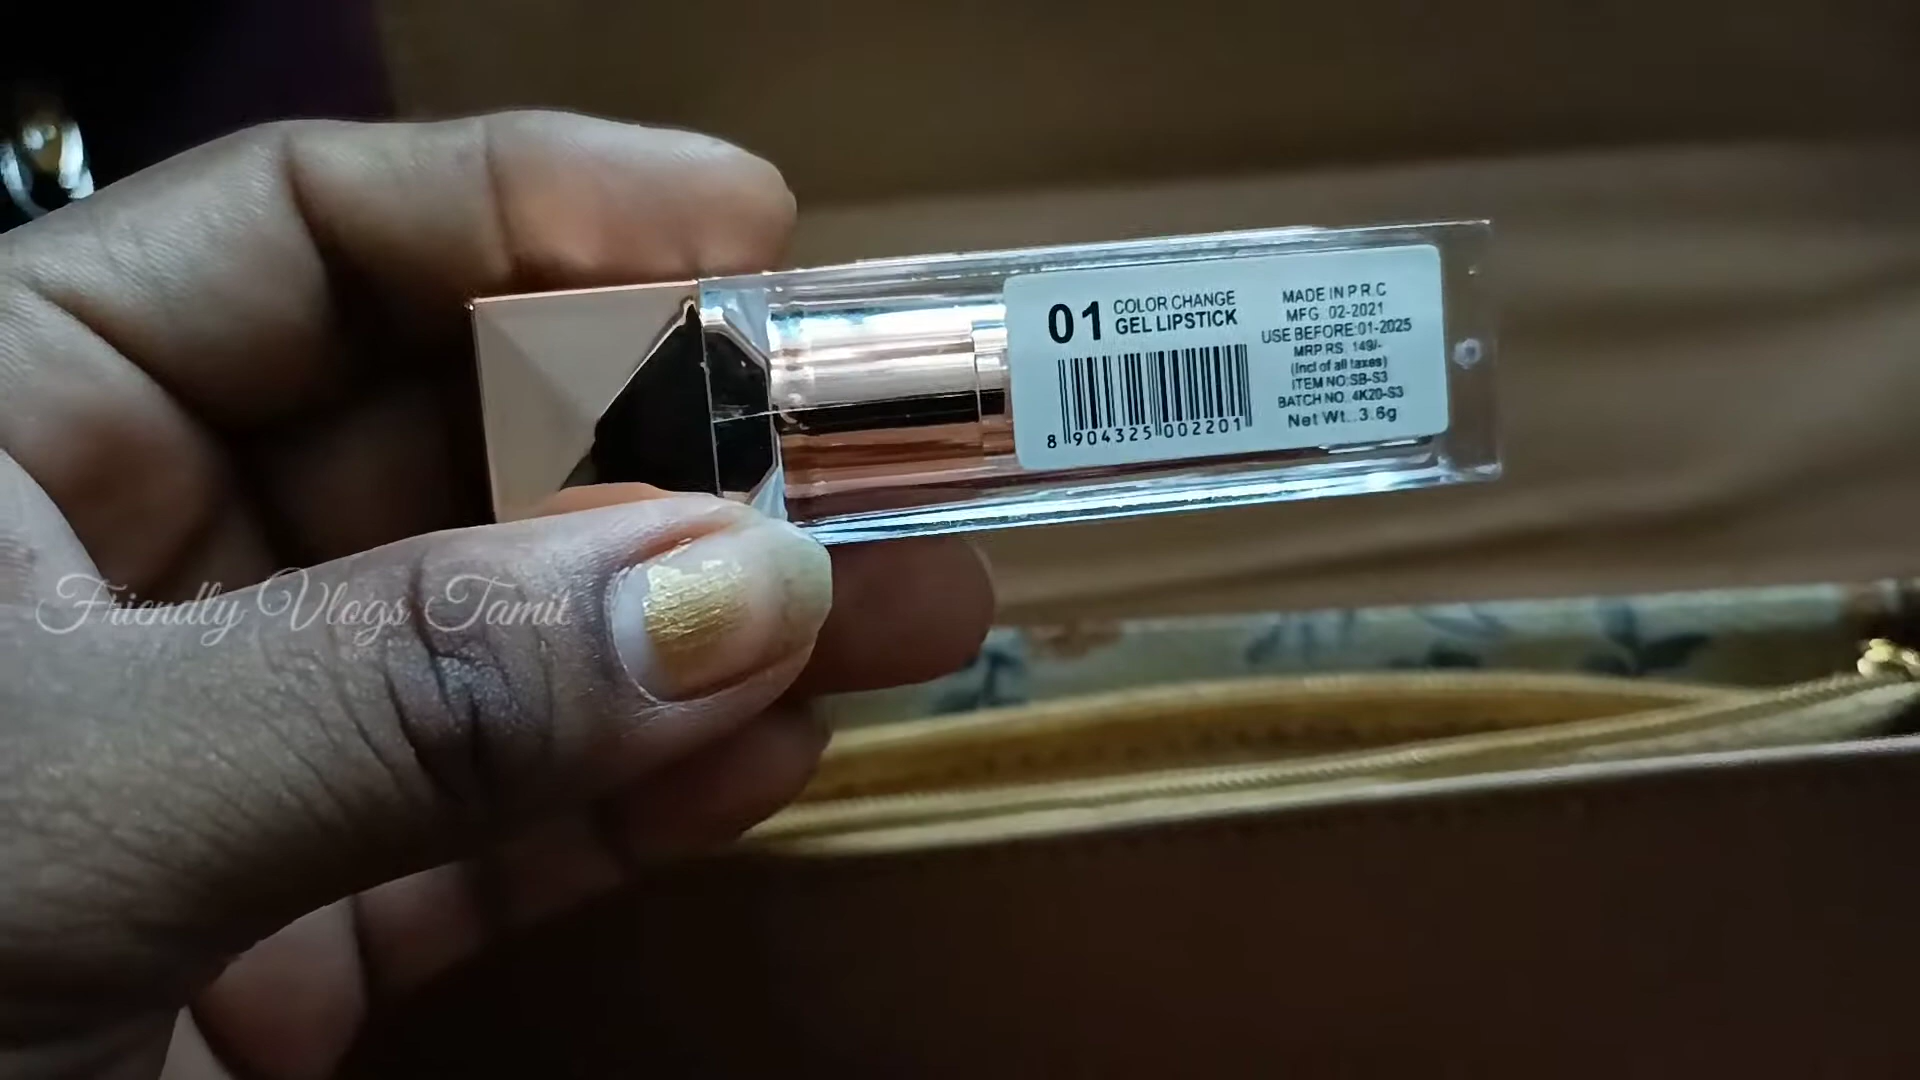 01 COLOR CHANGE
GEL LIPSTICK
8 904325 002201
MADE IN P R.C
MFG. 02-2021
USE BEFORE:01-2025
MRP RS. 149/-
(Incl of all taxes)
ITEM NO:SB-S3
BATCH NO. 4K20-S3
Net Wt..3.6g
Friendly Vlogs Tamil